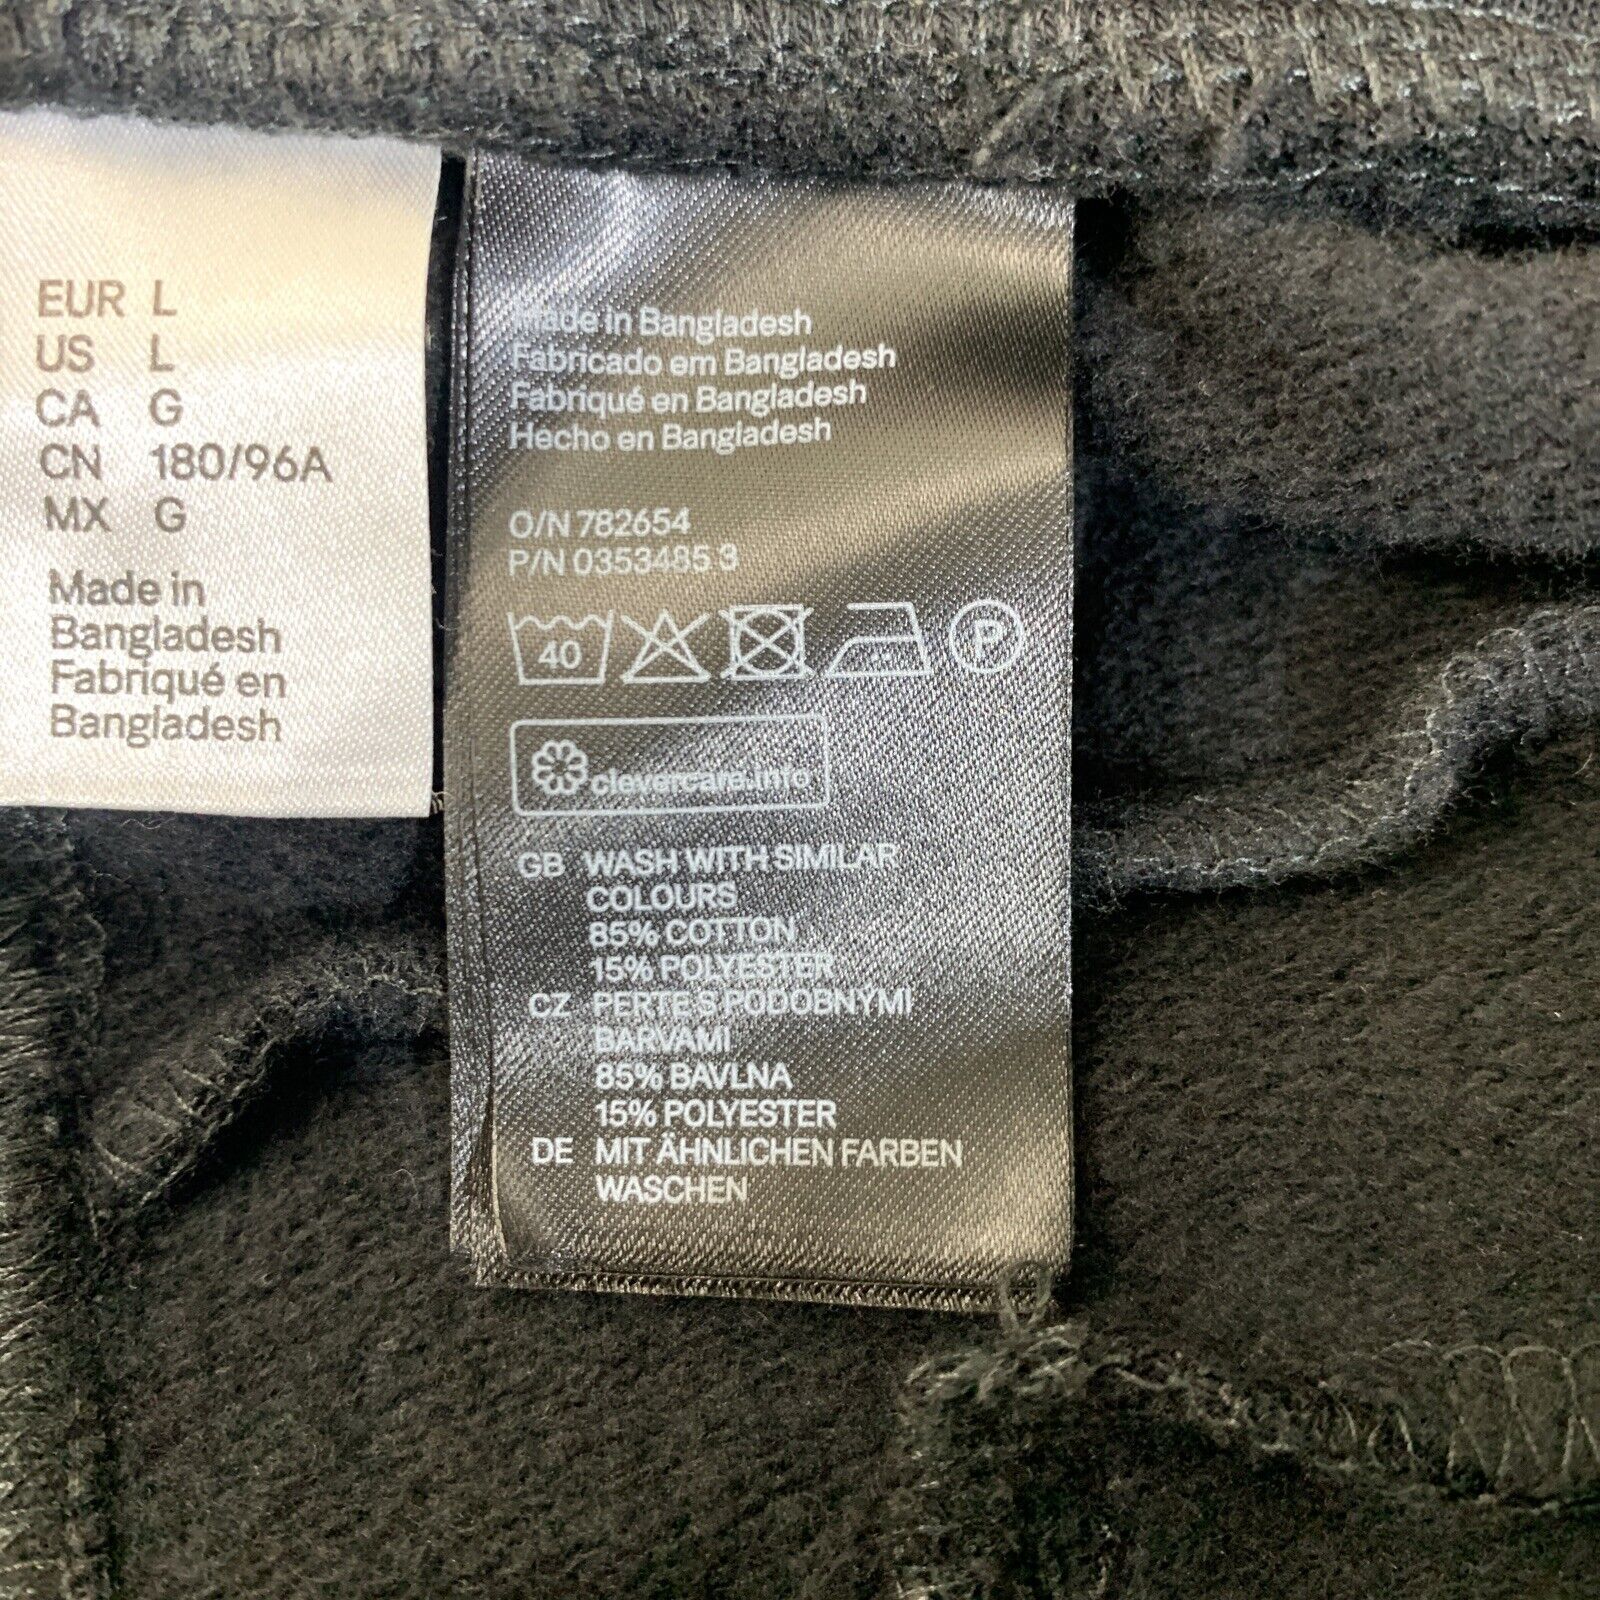 EUR L
US L
CA G
CN 180/96A
MX G
Made in
Bangladesh
Fabriqué en
Bangladesh
Made in Bangladesh
Fabricado em Bangladesh
Fabriqué en Bangladesh
Hecho en Bangladesh
O/N 782654
P/N 0353485 3
40
P
clevercare.info
GB WASH WITH SIMILAR
COLOURS
85% COTTON
15% POLYESTER
CZ PERTE S PODOBNÝMI
BARVAMI
85% BAVLNA
15% POLYESTER
DE MIT ÄHNLICHEN FARBEN
WASCHEN